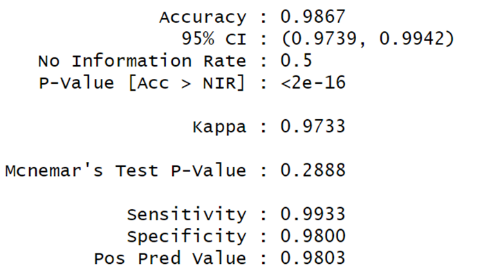 Accuracy : 0.9867
95% CI : (0.9739, 0.9942)
No Information Rate : 0.5
P-Value [Acc > NIR] : <2e-16
Kappa : 0.9733
Mcnemar's Test P-Value : 0.2888
Sensitivity : 0.9933
Specificity : 0.9800
Pos Pred Value : 0.9803